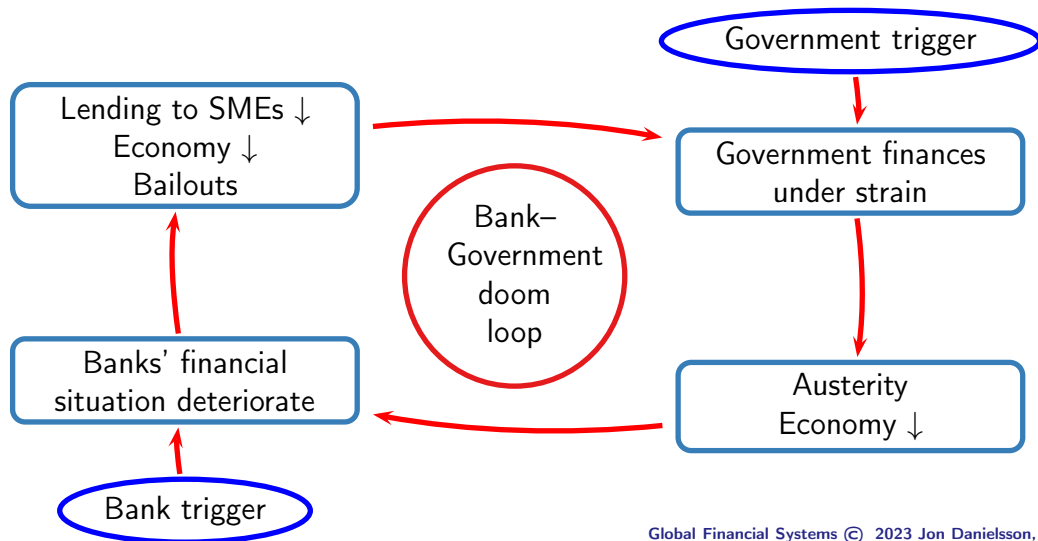 Government trigger
Lending to SMEs ↓
Economy ↓
Bailouts
Government finances
under strain
Bank–
Government
doom
loop
Banks’ financial
situation deteriorate
Austerity
Economy ↓
Bank trigger
Global Financial Systems © 2023 Jon Danielsson,